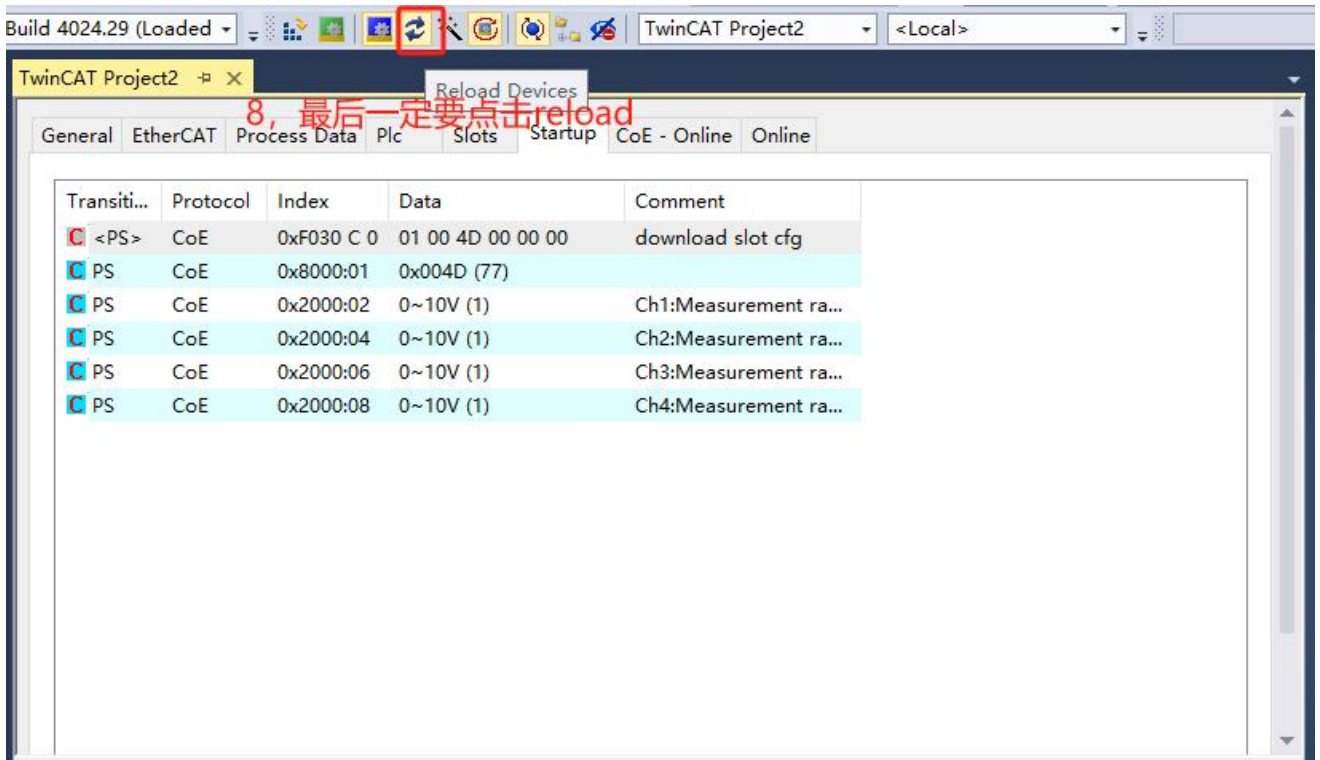 Build 4024.29 (Loaded TwinCAT Project2 <Local>
TwinCAT Project2
Reload Devices
8，最后一定要点击reload
General EtherCAT Process Data Plc Slots Startup CoE - Online Online
Transiti... Protocol Index Data Comment
C <PS> CoE 0xF030 C 0 01 00 4D 00 00 00 download slot cfg
C PS CoE 0x8000:01 0x004D (77)
C PS CoE 0x2000:02 0~10V (1) Ch1:Measurement ra...
C PS CoE 0x2000:04 0~10V (1) Ch2:Measurement ra...
C PS CoE 0x2000:06 0~10V (1) Ch3:Measurement ra...
C PS CoE 0x2000:08 0~10V (1) Ch4:Measurement ra...